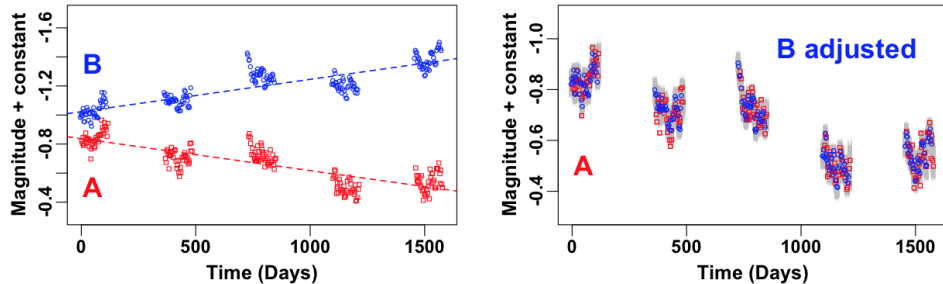 Magnitude + constant
-1.6
-1.2
-0.8
-0.4
B
A
0
500
1000
1500
Time (Days)
Magnitude + constant
-1.0
-0.8
-0.6
-0.4
B adjusted
A
0
500
1000
1500
Time (Days)